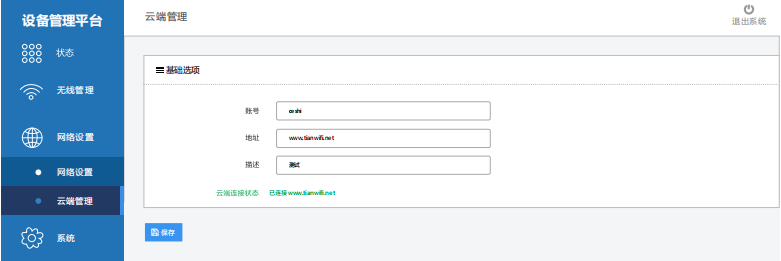 设备管理平台
云端管理
退出系统
状态
无线管理
网络设置
网络设置
云端管理
系统
基础选项
账号 ceshi
地址 www.tianwifi.net
描述 测试
云端连接状态 已连接www.tianwifi.net
保存